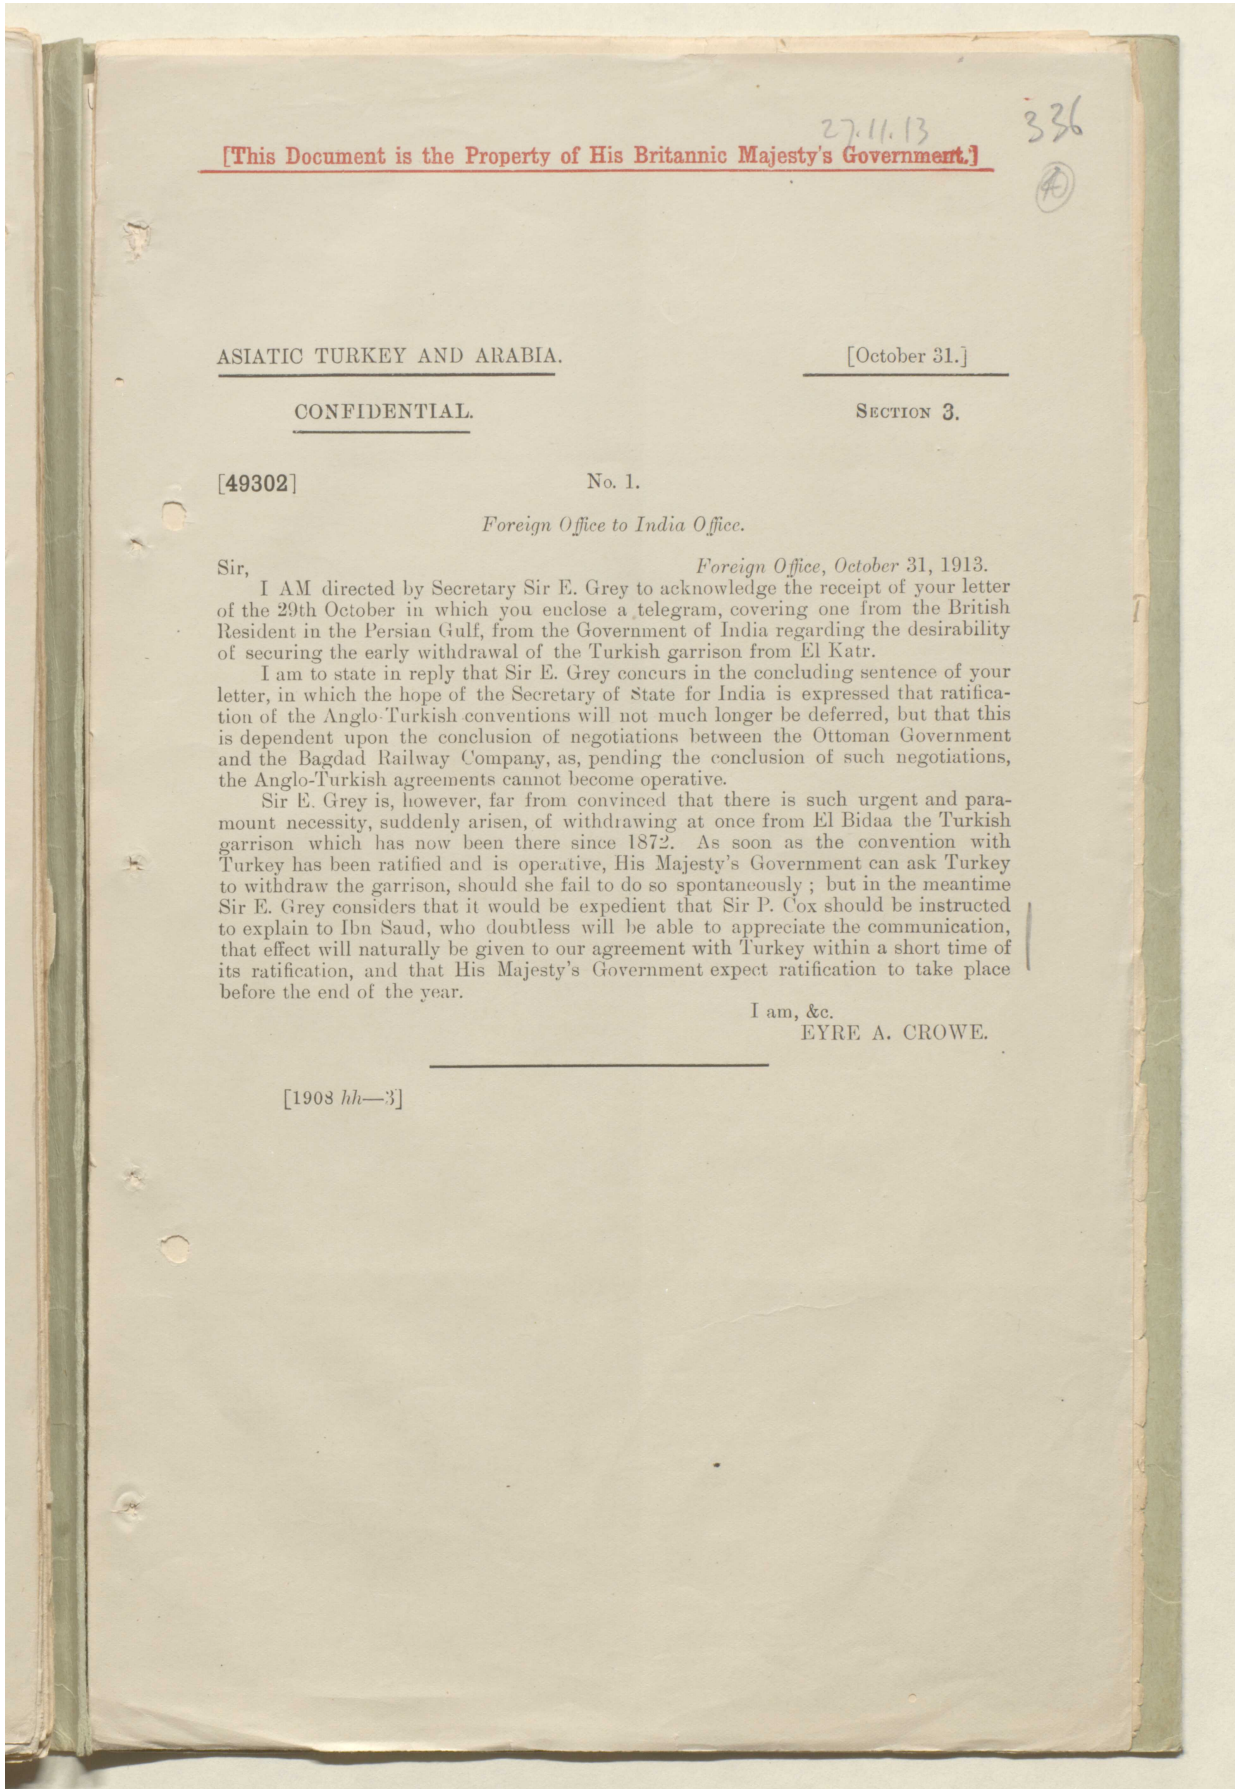 27.11.13
336
[This Document is the Property of His Britannic Majesty's Government.]
A
ASIATIC TURKEY AND ARABIA.
[October 31.]
CONFIDENTIAL.
SECTION 3.
[49302]
No. 1.
Foreign Office to India Office.
Sir,
Foreign Office, October 31, 1913.
I AM directed by Secretary Sir E. Grey to acknowledge the receipt of your letter
of the 29th October in which you enclose a telegram, covering one from the British
Resident in the Persian Gulf, from the Government of India regarding the desirability
of securing the early withdrawal of the Turkish garrison from El Katr.
I am to state in reply that Sir E. Grey concurs in the concluding sentence of your
letter, in which the hope of the Secretary of State for India is expressed that ratifica-
tion of the Anglo-Turkish conventions will not much longer be deferred, but that this
is dependent upon the conclusion of negotiations between the Ottoman Government
and the Bagdad Railway Company, as, pending the conclusion of such negotiations,
the Anglo-Turkish agreements cannot become operative.
Sir E. Grey is, however, far from convinced that there is such urgent and para-
mount necessity, suddenly arisen, of withdrawing at once from El Bidaa the Turkish
garrison which has now been there since 1872. As soon as the convention with
Turkey has been ratified and is operative, His Majesty's Government can ask Turkey
to withdraw the garrison, should she fail to do so spontaneously; but in the meantime
Sir E. Grey considers that it would be expedient that Sir P. Cox should be instructed
to explain to Ibn Saud, who doubtless will be able to appreciate the communication,
that effect will naturally be given to our agreement with Turkey within a short time of
its ratification, and that His Majesty's Government expect ratification to take place
before the end of the year.
I am, &c.
EYRE A. CROWE.
[1908 hh—3]